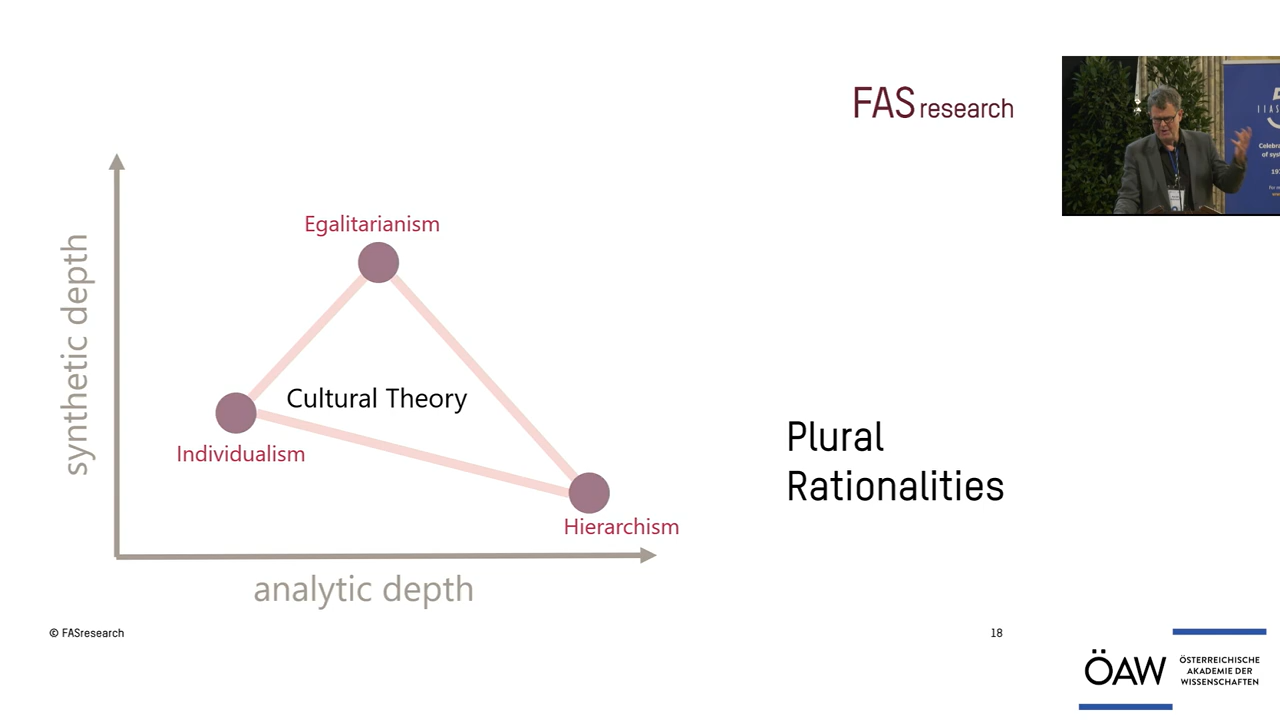 FASresearch
Egalitarianism
synthetic depth
Cultural Theory
Individualism
Plural
Rationalities
Hierarchism
analytic depth
© FASresearch
18
ÖAW
ÖSTERREICHISCHE
AKADEMIE DER
WISSENSCHAFTEN